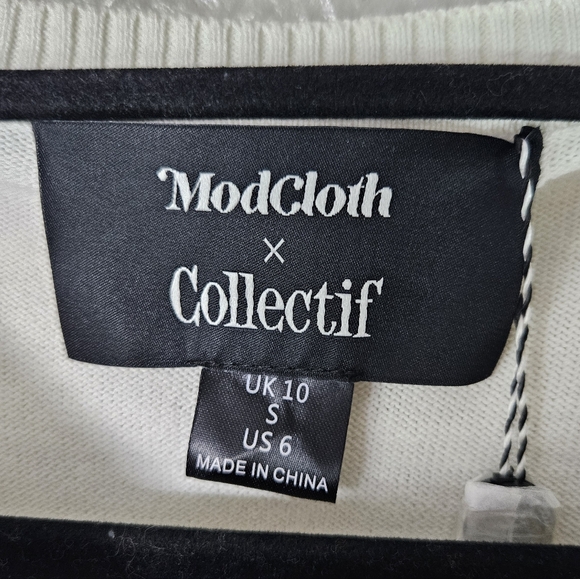 ModCloth
×
Collectif
UK 10
S
US 6
MADE IN CHINA